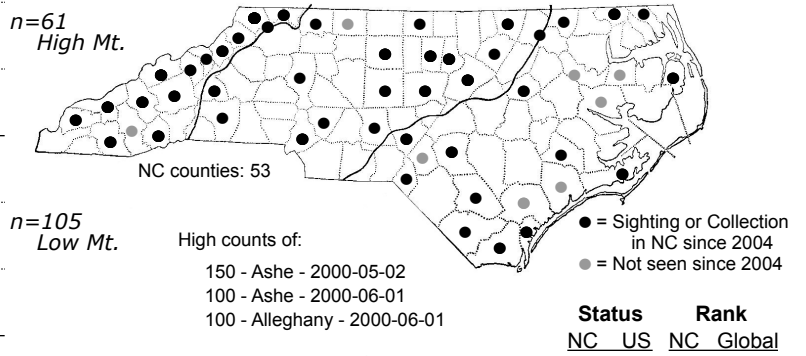 n=61
High Mt.
NC counties: 53
n=105
Low Mt.
High counts of:
150 - Ashe - 2000-05-02
100 - Ashe - 2000-06-01
100 - Alleghany - 2000-06-01
= Sighting or Collection
in NC since 2004
= Not seen since 2004
Status Rank
NC US NC Global